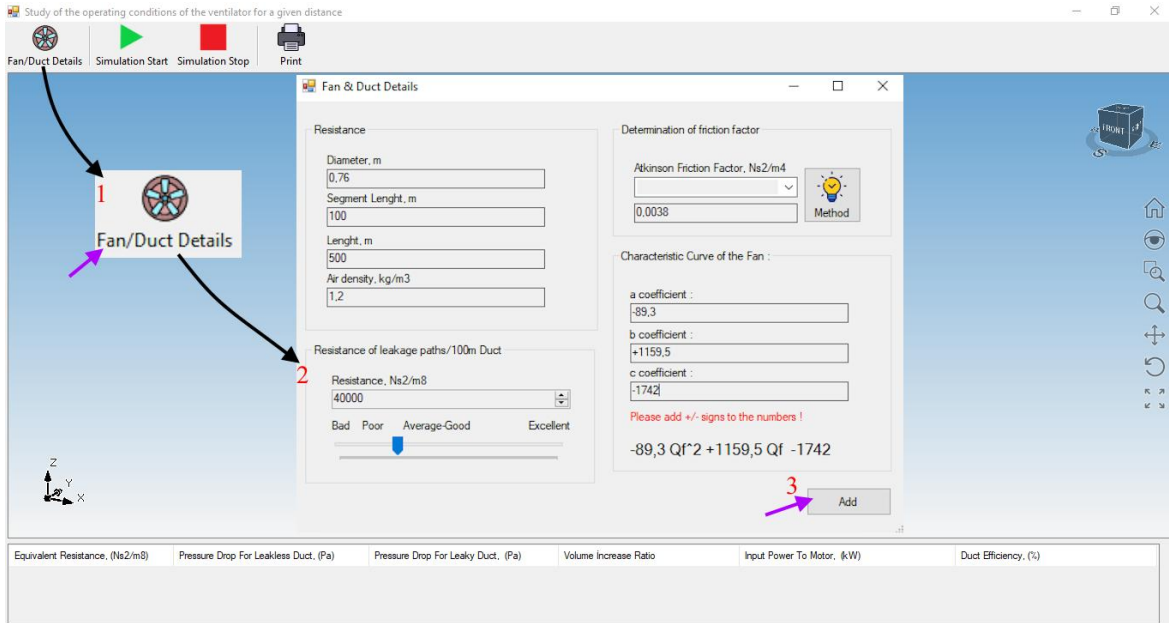 Study of the operating conditions of the ventilator for a given distance
Fan/Duct Details Simulation Start Simulation Stop Print
Fan & Duct Details
Resistance
Diameter, m
0,76
Segment Lenght, m
100
Lenght, m
500
Air density, kg/m3
1,2
Resistance of leakage paths/100m Duct
Resistance, Ns2/m8
40000
Bad Poor Average-Good Excellent
Determination of friction factor
Atkinson Friction Factor, Ns2/m4
0,0038
Method
Characteristic Curve of the Fan :
a coefficient :
-89,3
b coefficient :
+1159,5
c coefficient :
-1742
Please add +/- signs to the numbers !
-89,3 Qf^2 +1159,5 Qf -1742
3
Add
1
Fan/Duct Details
2
FRONT
S
E
Z
Y
X
Equivalent Resistance, (Ns2/m8) Pressure Drop For Leakless Duct, (Pa) Pressure Drop For Leaky Duct, (Pa) Volume Increase Ratio Input Power To Motor, (kW) Duct Efficiency, (%)